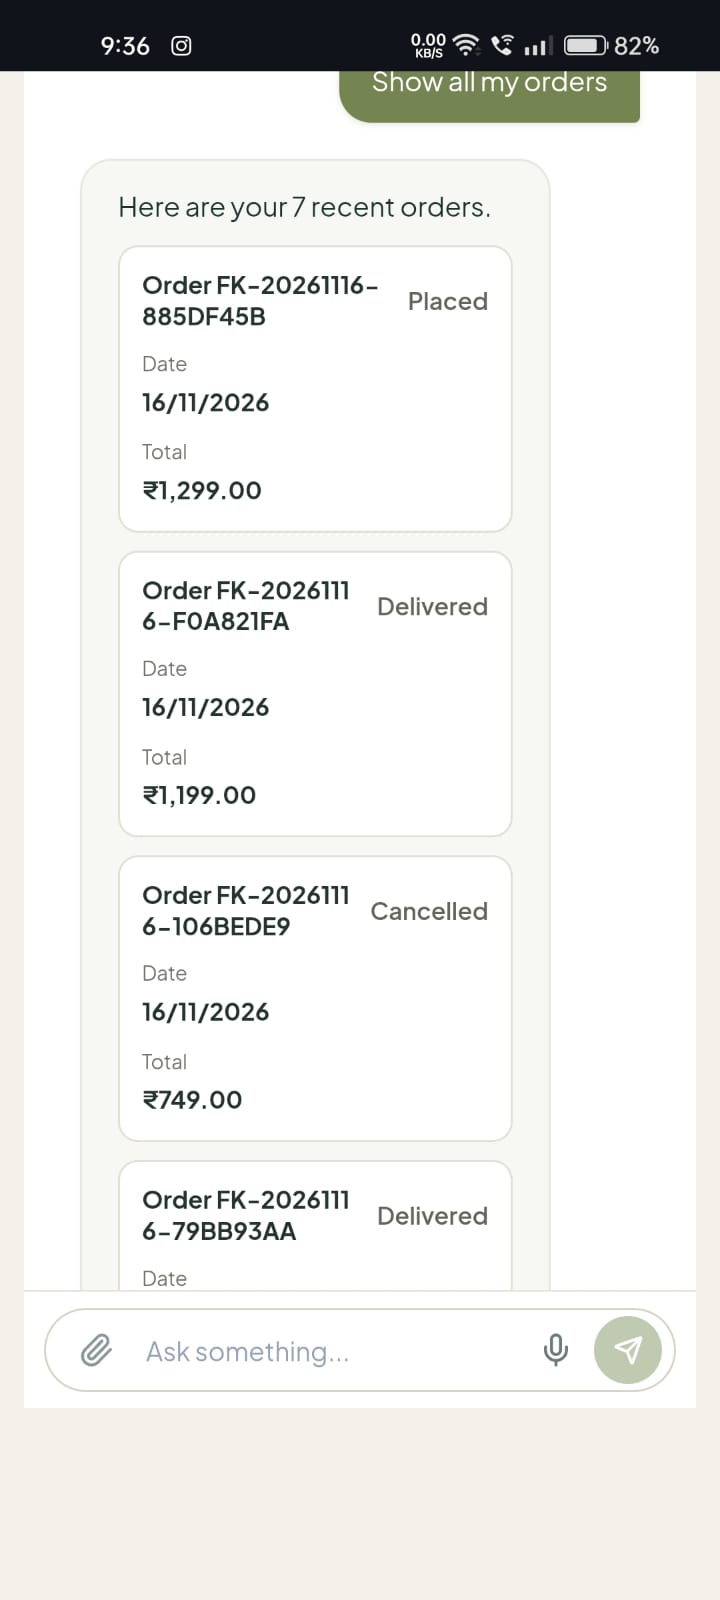 9:36
0.00
KB/S
82%
Show all my orders
Here are your 7 recent orders.
Order FK-20261116-
885DF45B
Placed
Date
16/11/2026
Total
₹1,299.00
Order FK-2026111
6-F0A821FA
Delivered
Date
16/11/2026
Total
₹1,199.00
Order FK-2026111
6-106BEDE9
Cancelled
Date
16/11/2026
Total
₹749.00
Order FK-2026111
6-79BB93AA
Delivered
Date
Ask something...